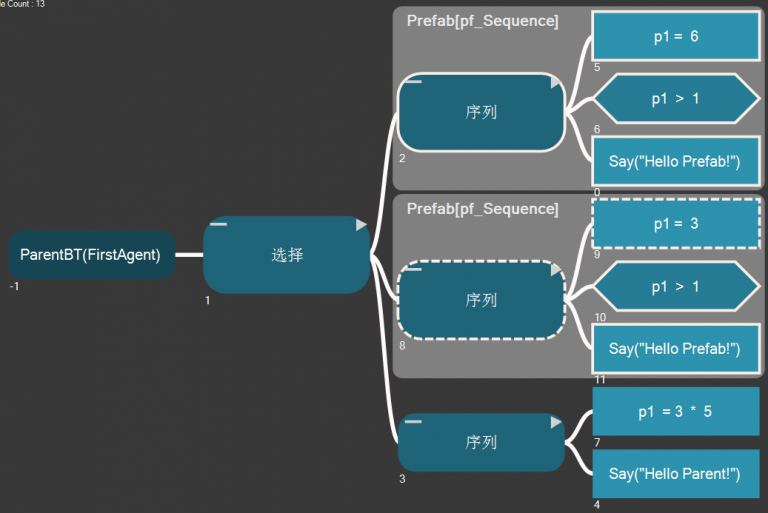 e Count : 13
Prefab[pf_Sequence]
p1 = 6
5
序列
2
p1 > 1
6
Say("Hello Prefab!")
0
Prefab[pf_Sequence]
p1 = 3
9
ParentBT(FirstAgent)
-1
选择
1
序列
8
p1 > 1
10
Say("Hello Prefab!")
11
序列
3
p1 = 3 * 5
7
Say("Hello Parent!")
4